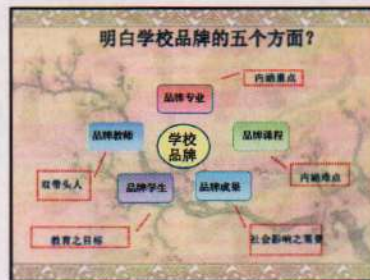 明白学校品牌的五个方面?
内涵重点
品牌专业
品牌教师
学校
品牌
品牌课程
双带头人
内涵难点
品牌学生
品牌成果
教育之目标
社会影响之需要